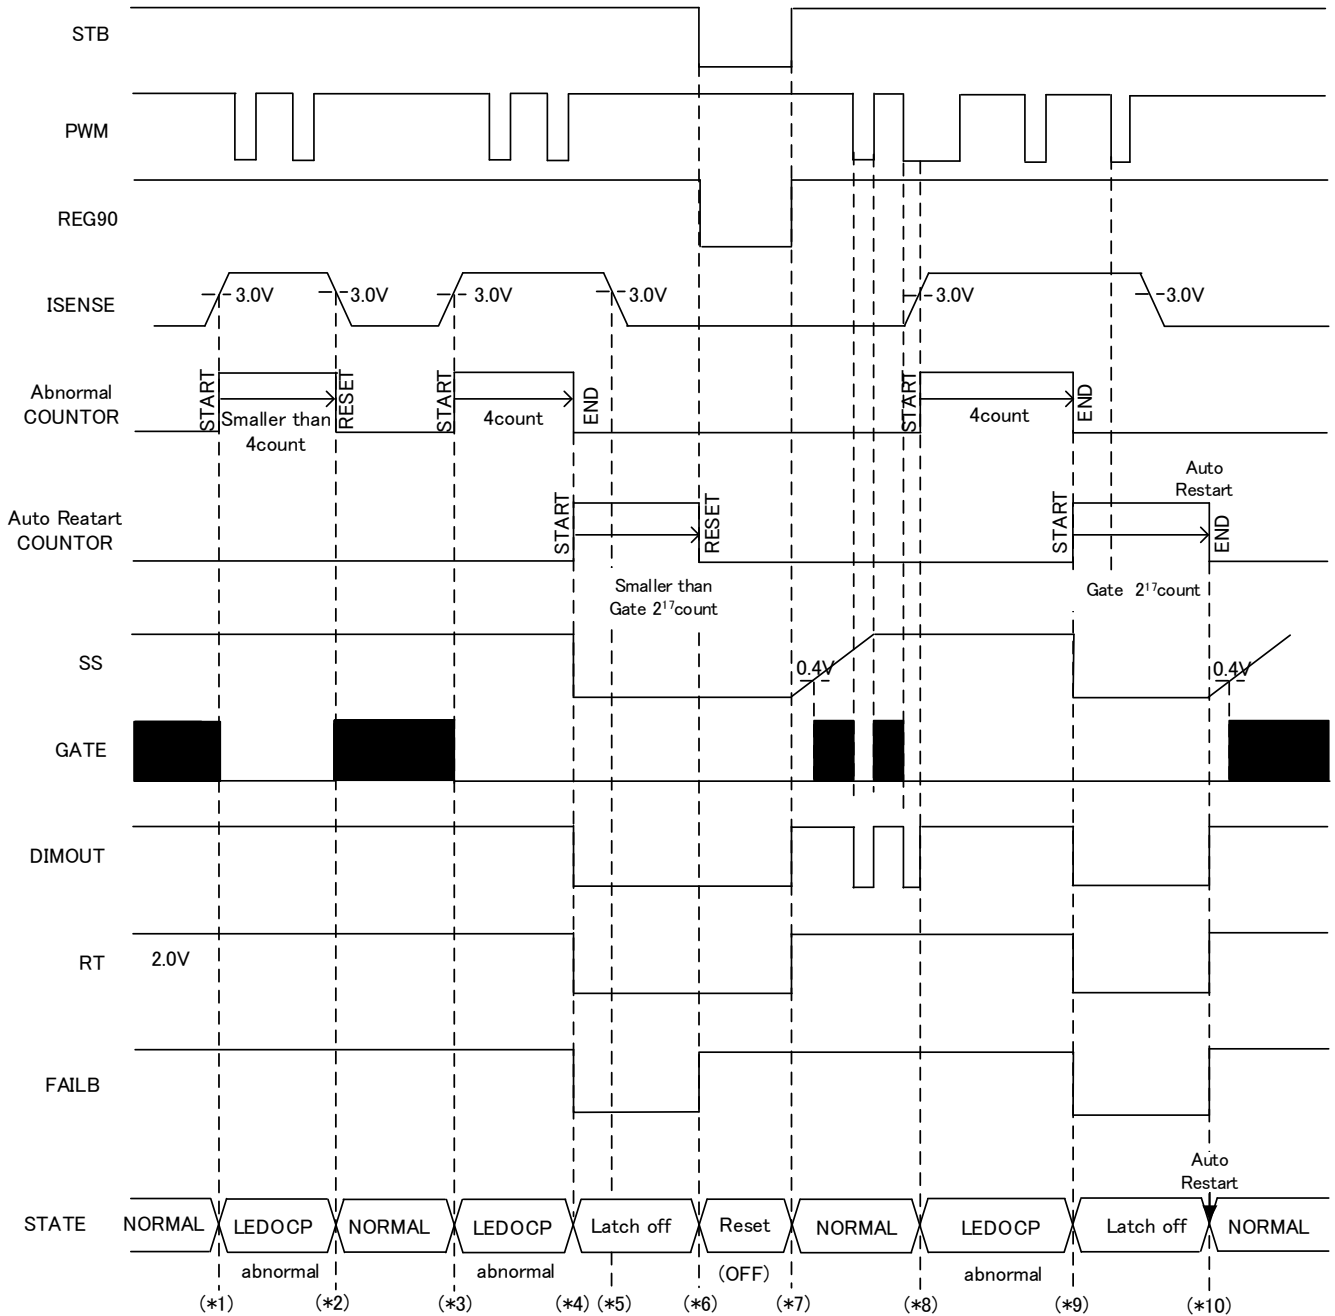 STB
PWM
REG90
ISENSE
3.0V
3.0V
3.0V
3.0V
3.0V
3.0V
Abnormal
COUNTOR
START
Smaller than
4count
RESET
START
4count
END
START
4count
END
Auto Reatart
COUNTOR
START
RESET
Smaller than
Gate 2¹⁷count
START
Auto
Restart
END
Gate 2¹⁷count
SS
0.4V
0.4V
GATE
DIMOUT
RT
2.0V
FAILB
Auto
Restart
STATE NORMAL LEDOCP NORMAL LEDOCP Latch off Reset NORMAL LEDOCP Latch off NORMAL
abnormal abnormal (OFF) abnormal
(*1) (*2) (*3) (*4) (*5) (*6) (*7) (*8) (*9) (*10)